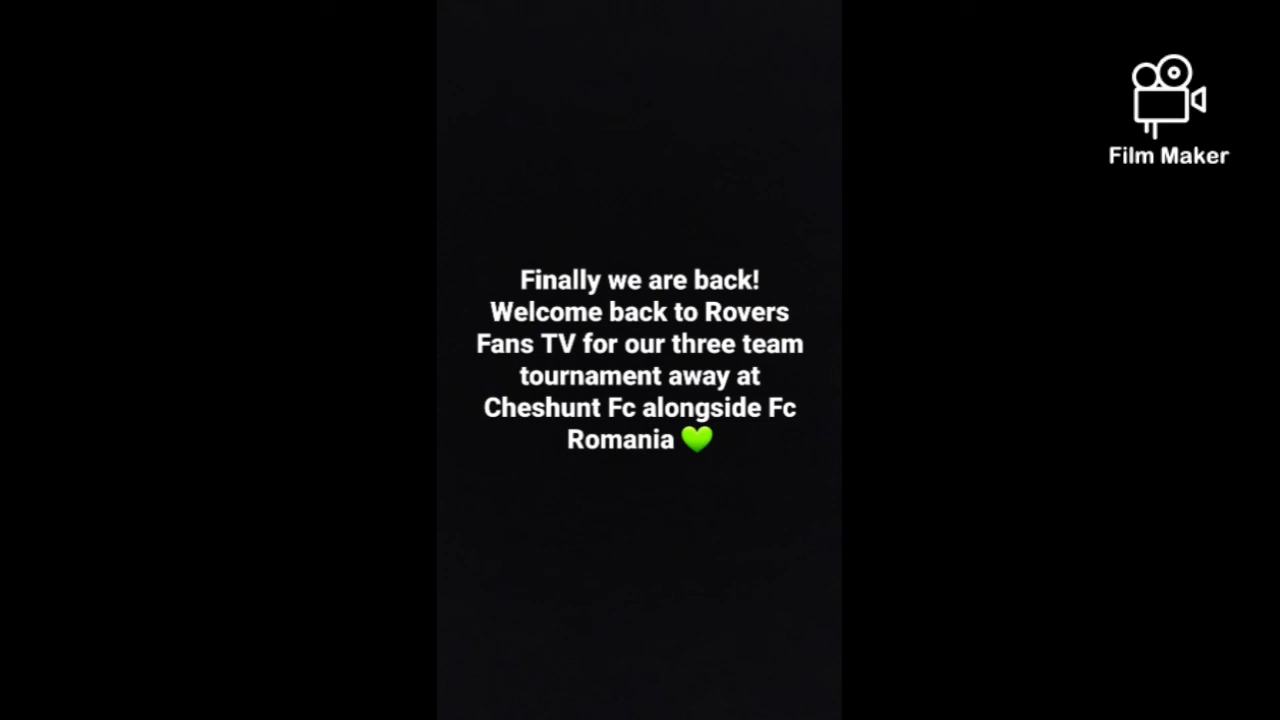 Film Maker
Finally we are back!
Welcome back to Rovers
Fans TV for our three team
tournament away at
Cheshunt Fc alongside Fc
Romania 💚